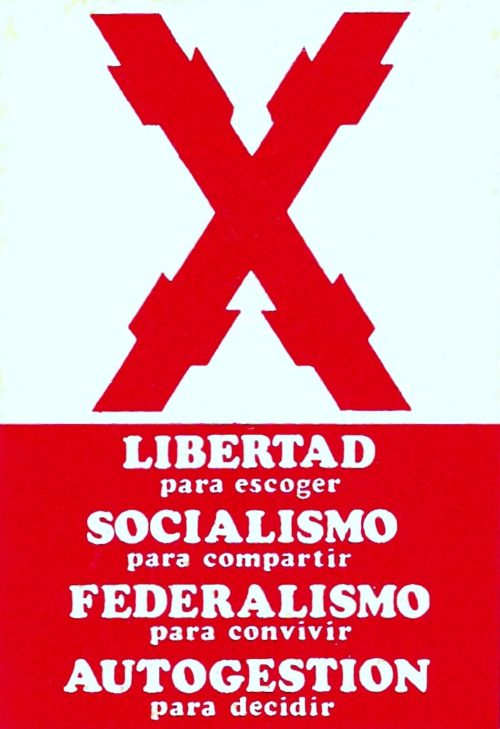 LIBERTAD
para escoger
SOCIALISMO
para compartir
FEDERALISMO
para convivir
AUTOGESTION
para decidir